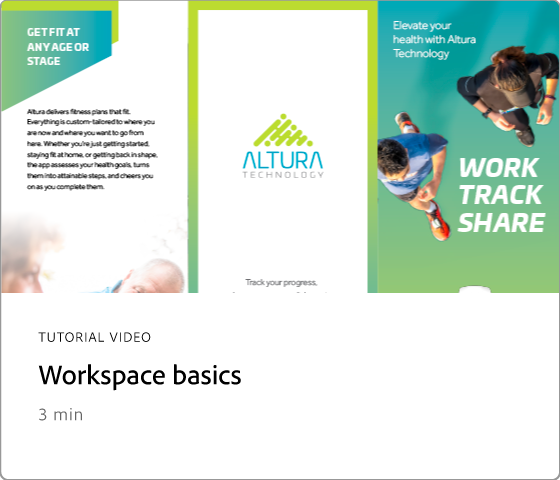 GET FIT AT
ANY AGE OR
STAGE
Altura delivers fitness plans that fit.
Everything is custom-tailored to where you
are now and where you want to go from
here. Whether you're just getting started,
staying fit at home, or getting back in shape,
the app assesses your health goals, turns
them into attainable steps, and cheers you
on as you complete them.
ALTURA
TECHNOLOGY
Track your progress,
Elevate your
health with Altura
Technology
WORK
TRACK
SHARE
TUTORIAL VIDEO
Workspace basics
3 min